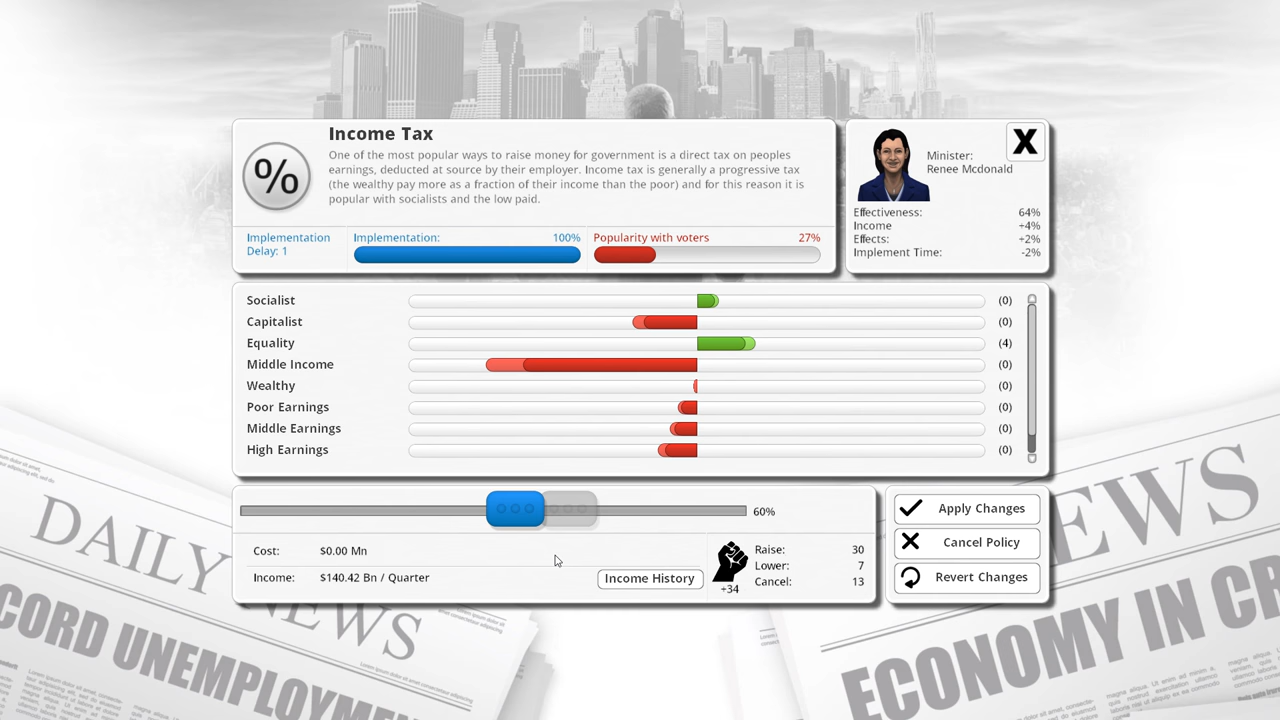 Income Tax
One of the most popular ways to raise money for government is a direct tax on peoples
earnings, deducted at source by their employer. Income tax is generally a progressive tax
(the wealthy pay more as a fraction of their income than the poor) and for this reason it is
popular with socialists and the low paid.
%
Implementation
Delay: 1
Implementation: 100%
Popularity with voters 27%
X
Minister:
Renee Mcdonald
Effectiveness: 64%
Income +4%
Effects: +2%
Implement Time: -2%
Socialist (0)
Capitalist (0)
Equality (4)
Middle Income (0)
Wealthy (0)
Poor Earnings (0)
Middle Earnings (0)
High Earnings (0)
60%
Cost: $0.00 Mn
Income: $140.42 Bn / Quarter
Income History
+34
Raise: 30
Lower: 7
Cancel: 13
Apply Changes
Cancel Policy
Revert Changes
DAILY NEWS
CORD UNEMPLOYME
EWS
ECONOMY IN CR